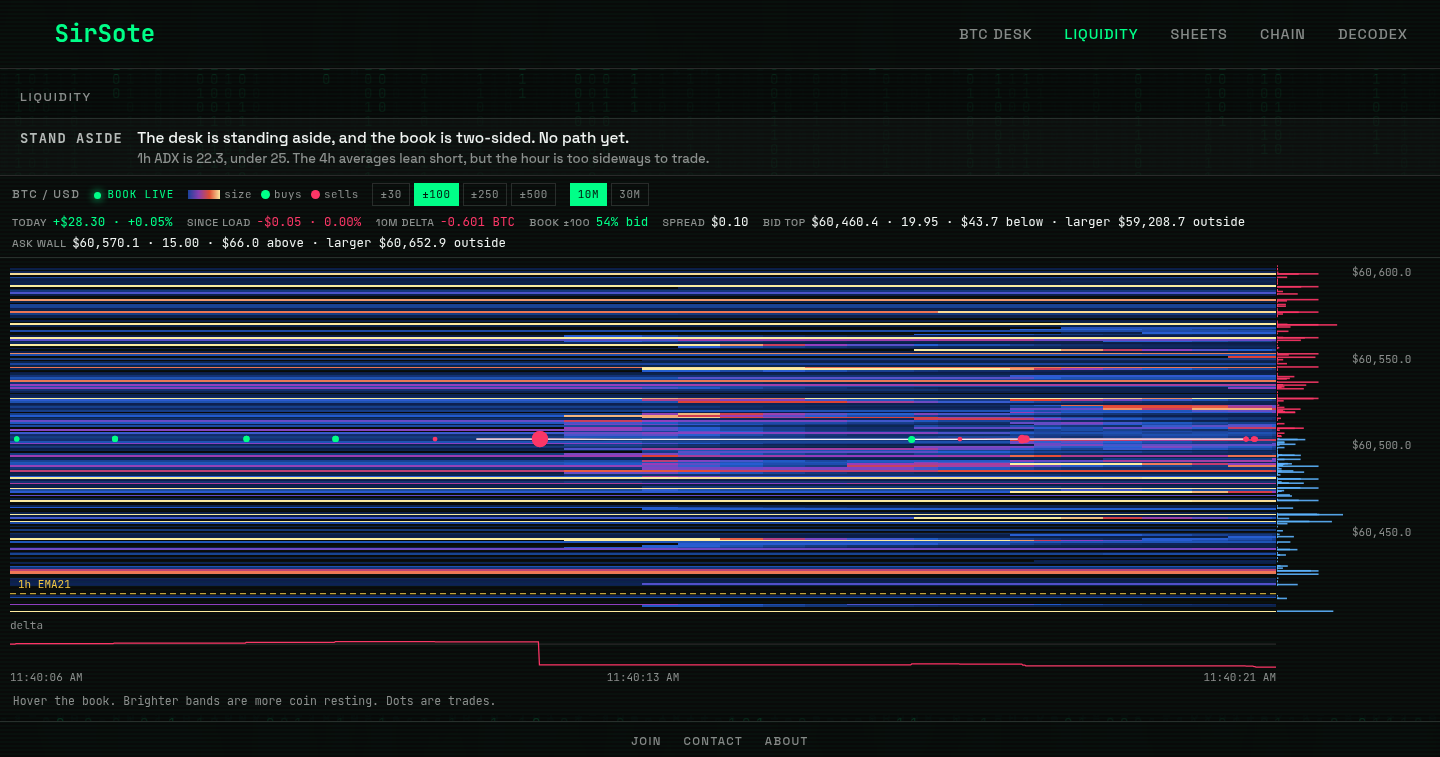 SirSote
BTC DESK LIQUIDITY SHEETS CHAIN DECODEX
LIQUIDITY
STAND ASIDE The desk is standing aside, and the book is two-sided. No path yet.
1h ADX is 22.3, under 25. The 4h averages lean short, but the hour is too sideways to trade.
BTC / USD BOOK LIVE size buys sells ±30 ±100 ±250 ±500 10M 30M
TODAY +$28.30 · +0.05% SINCE LOAD -$0.05 · 0.00% 10M DELTA -0.601 BTC BOOK ±100 54% bid SPREAD $0.10 BID TOP $60,460.4 · 19.95 · $43.7 below · larger $59,208.7 outside
ASK WALL $60,570.1 · 15.00 · $66.0 above · larger $60,652.9 outside
$60,600.0
$60,550.0
$60,500.0
$60,450.0
1h EMA21
delta
11:40:06 AM 11:40:13 AM 11:40:21 AM
Hover the book. Brighter bands are more coin resting. Dots are trades.
JOIN CONTACT ABOUT